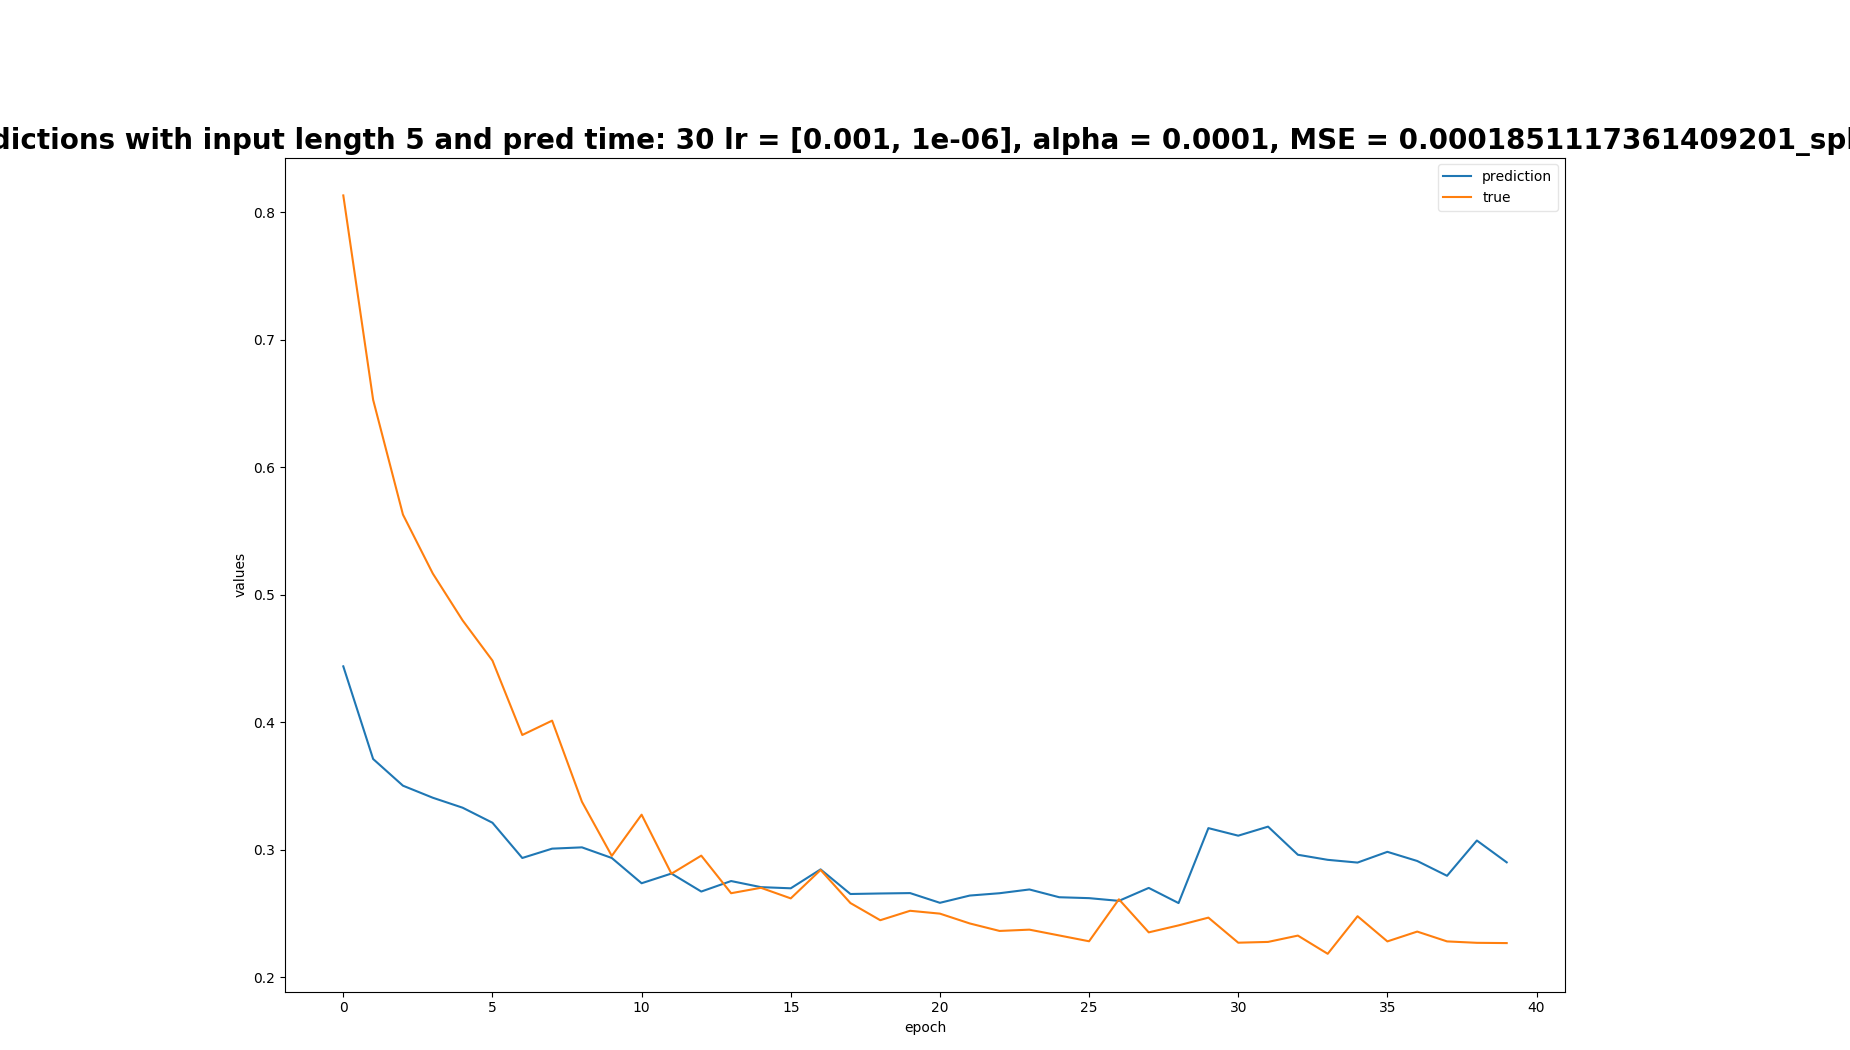 dictions with input length 5 and pred time: 30 lr = [0.001, 1e-06], alpha = 0.0001, MSE = 0.0001851117361409201_spl
prediction
true
0.8
0.7
0.6
0.5
0.4
0.3
0.2
values
0 5 10 15 20 25 30 35 40
epoch